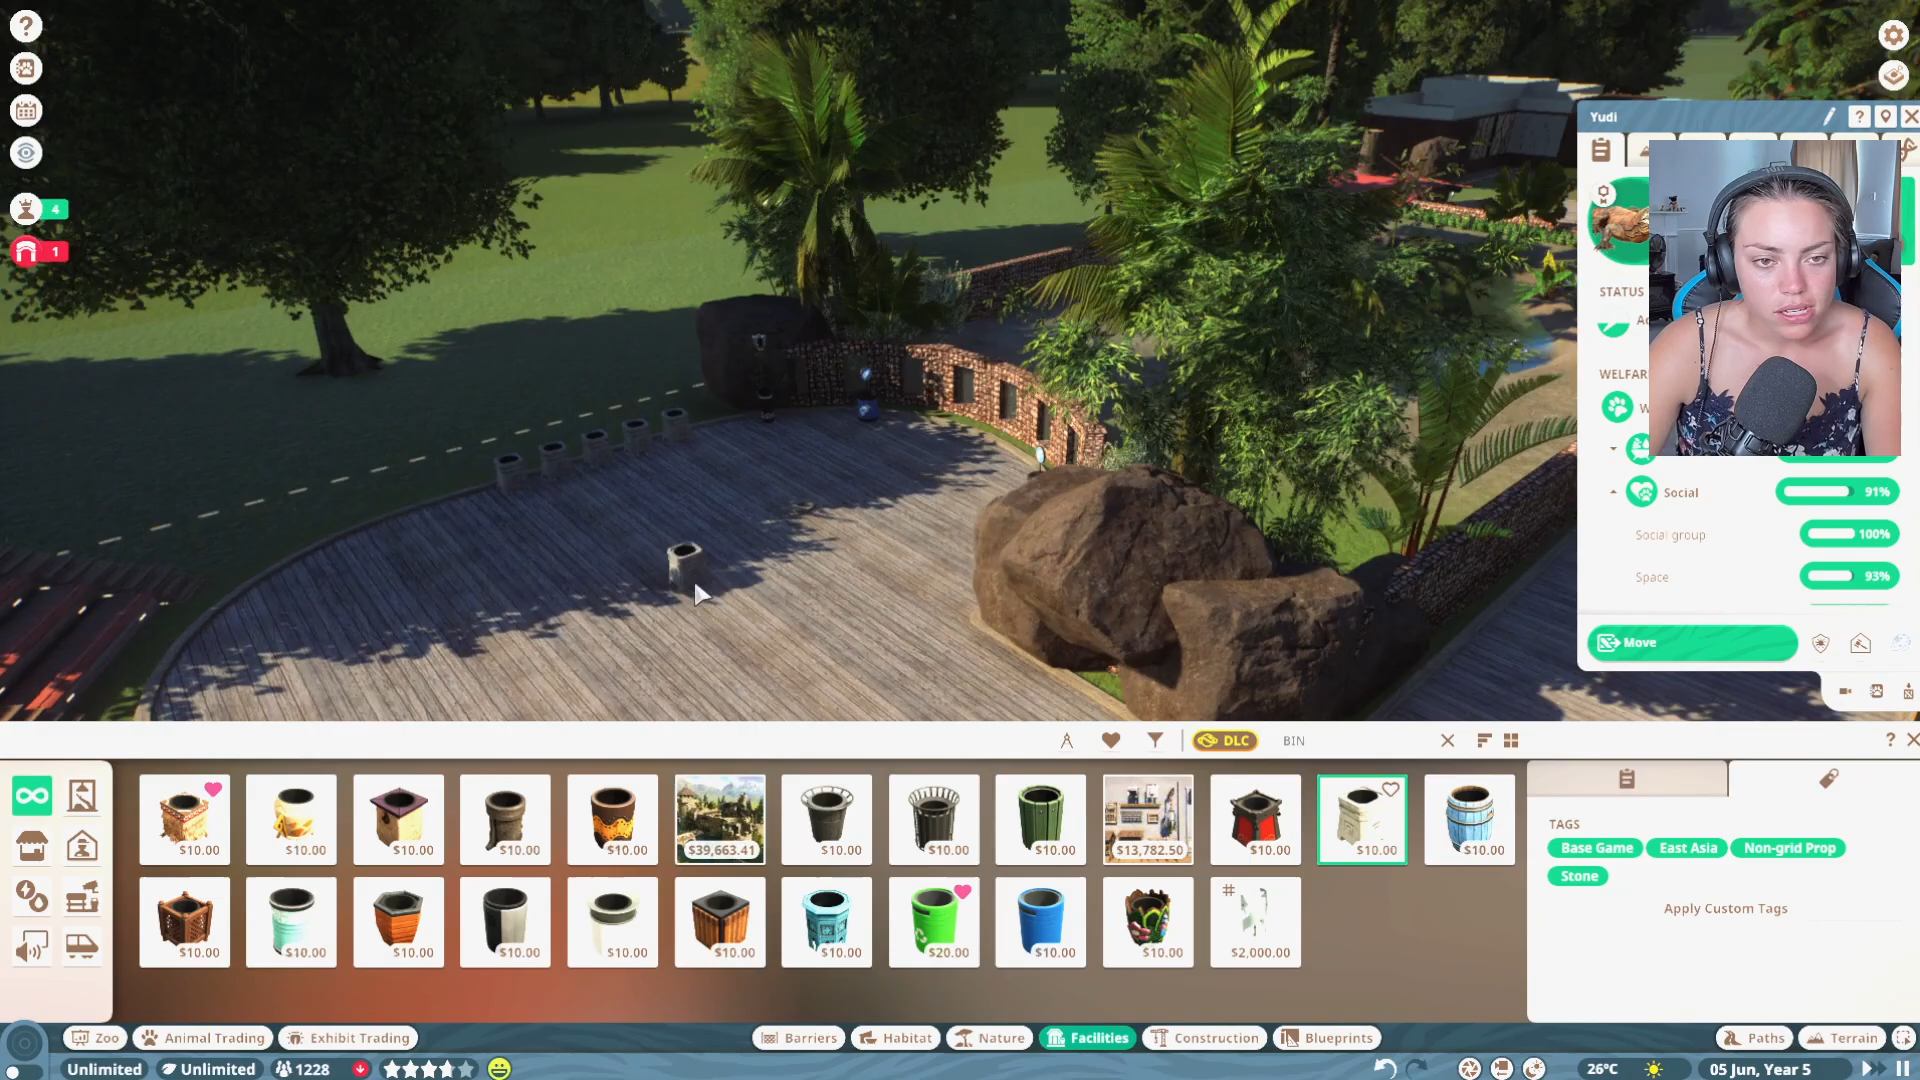 4
1
Yudi
STATUS
WELFAR
Social 91%
Social group 100%
Space 93%
Move
DLC BIN
$10.00 $10.00 $10.00 $10.00 $10.00 $39,663.41 $10.00 $10.00 $10.00 $13,782.50 $10.00 $10.00 $10.00
$10.00 $10.00 $10.00 $10.00 $10.00 $10.00 $10.00 $20.00 $10.00 $10.00 $2,000.00
TAGS
Base Game East Asia Non-grid Prop
Stone
Apply Custom Tags
Zoo Animal Trading Exhibit Trading Barriers Habitat Nature Facilities Construction Blueprints Paths Terrain
Unlimited Unlimited 1228 26°C 05 Jun, Year 5